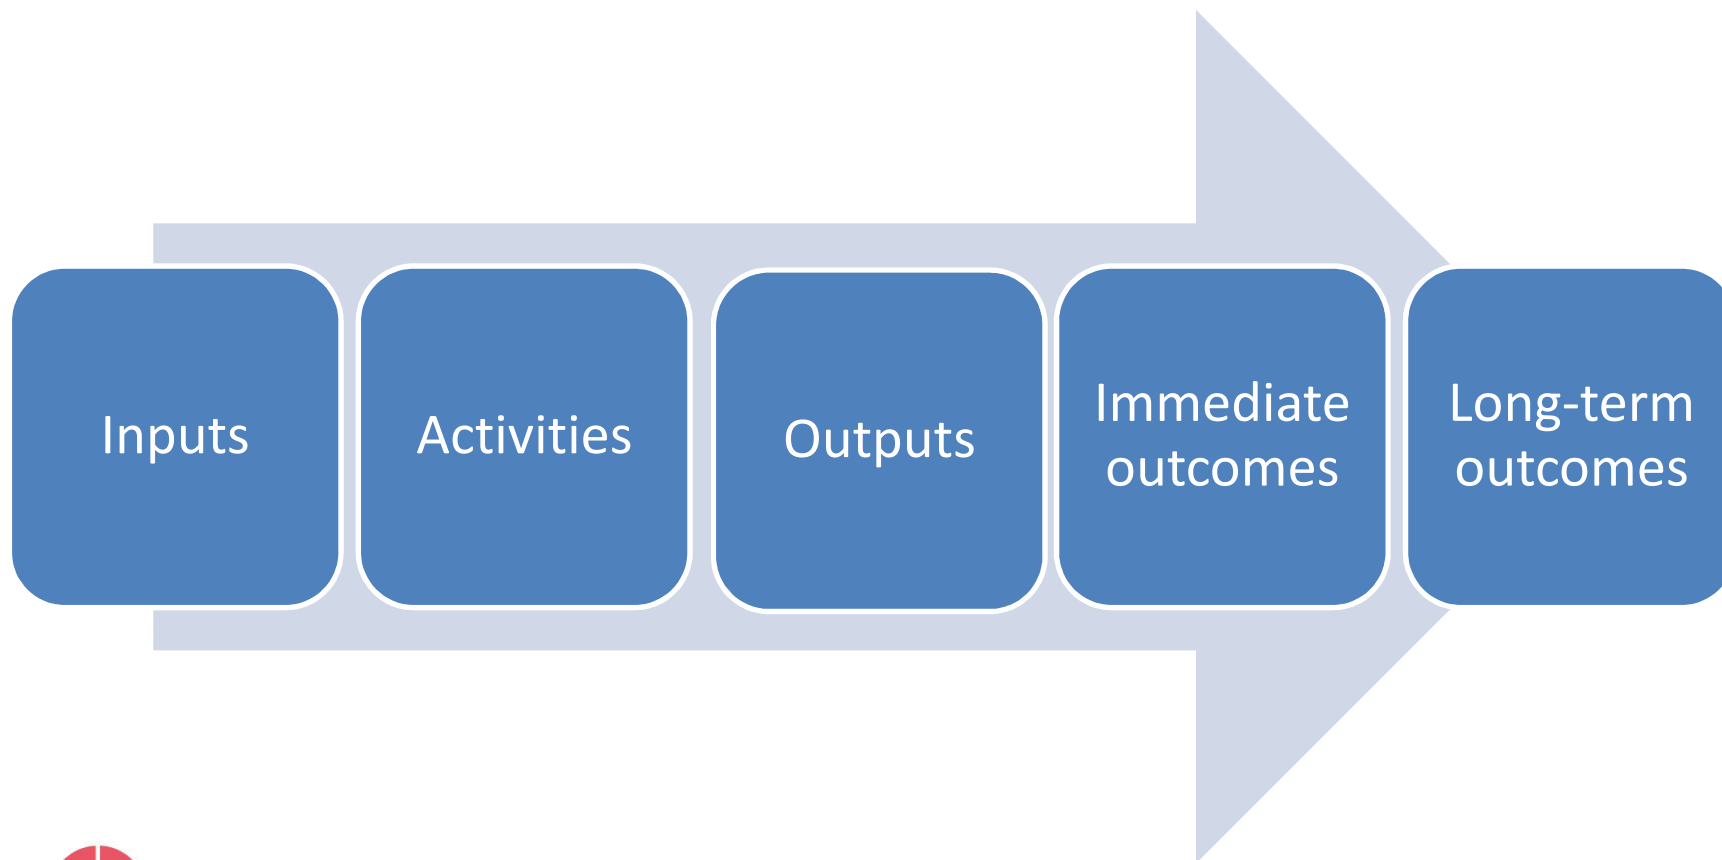 Inputs
Activities
Outputs
Immediate
outcomes
Long-term
outcomes